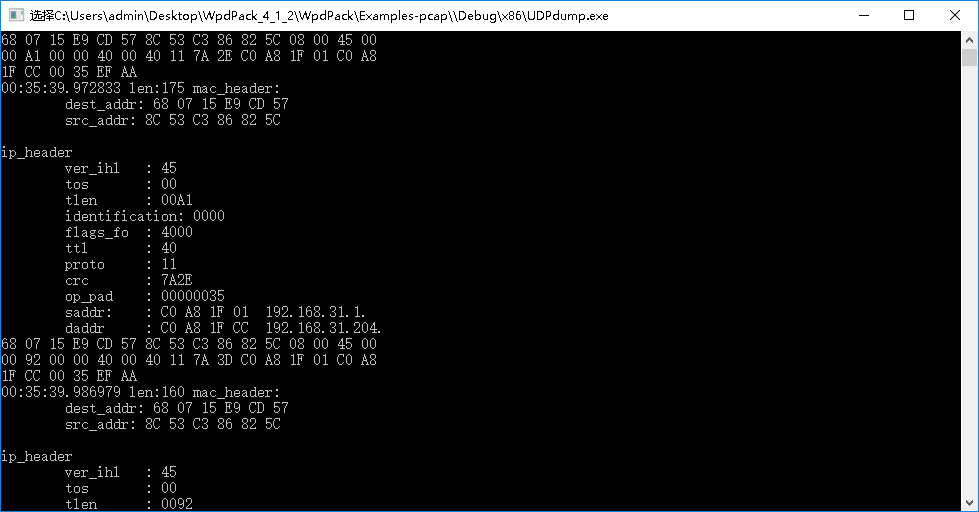 选择C:\Users\admin\Desktop\WpdPack_4_1_2\WpdPack\Examples-pcap\\Debug\x86\UDPdump.exe
68 07 15 E9 CD 57 8C 53 C3 86 82 5C 08 00 45 00
00 A1 00 00 40 00 40 11 7A 2E C0 A8 1F 01 C0 A8
1F CC 00 35 EF AA
00:35:39.972833 len:175 mac_header:
        dest_addr: 68 07 15 E9 CD 57
        src_addr: 8C 53 C3 86 82 5C

ip_header
        ver_ihl   : 45
        tos       : 00
        tlen      : 00A1
        identification: 0000
        flags_fo  : 4000
        ttl       : 40
        proto     : 11
        crc       : 7A2E
        op_pad    : 00000035
        saddr:    : C0 A8 1F 01  192.168.31.1.
        daddr     : C0 A8 1F CC  192.168.31.204.
68 07 15 E9 CD 57 8C 53 C3 86 82 5C 08 00 45 00
00 92 00 00 40 00 40 11 7A 3D C0 A8 1F 01 C0 A8
1F CC 00 35 EF AA
00:35:39.986979 len:160 mac_header:
        dest_addr: 68 07 15 E9 CD 57
        src_addr: 8C 53 C3 86 82 5C

ip_header
        ver_ihl   : 45
        tos       : 00
        tlen      : 0092